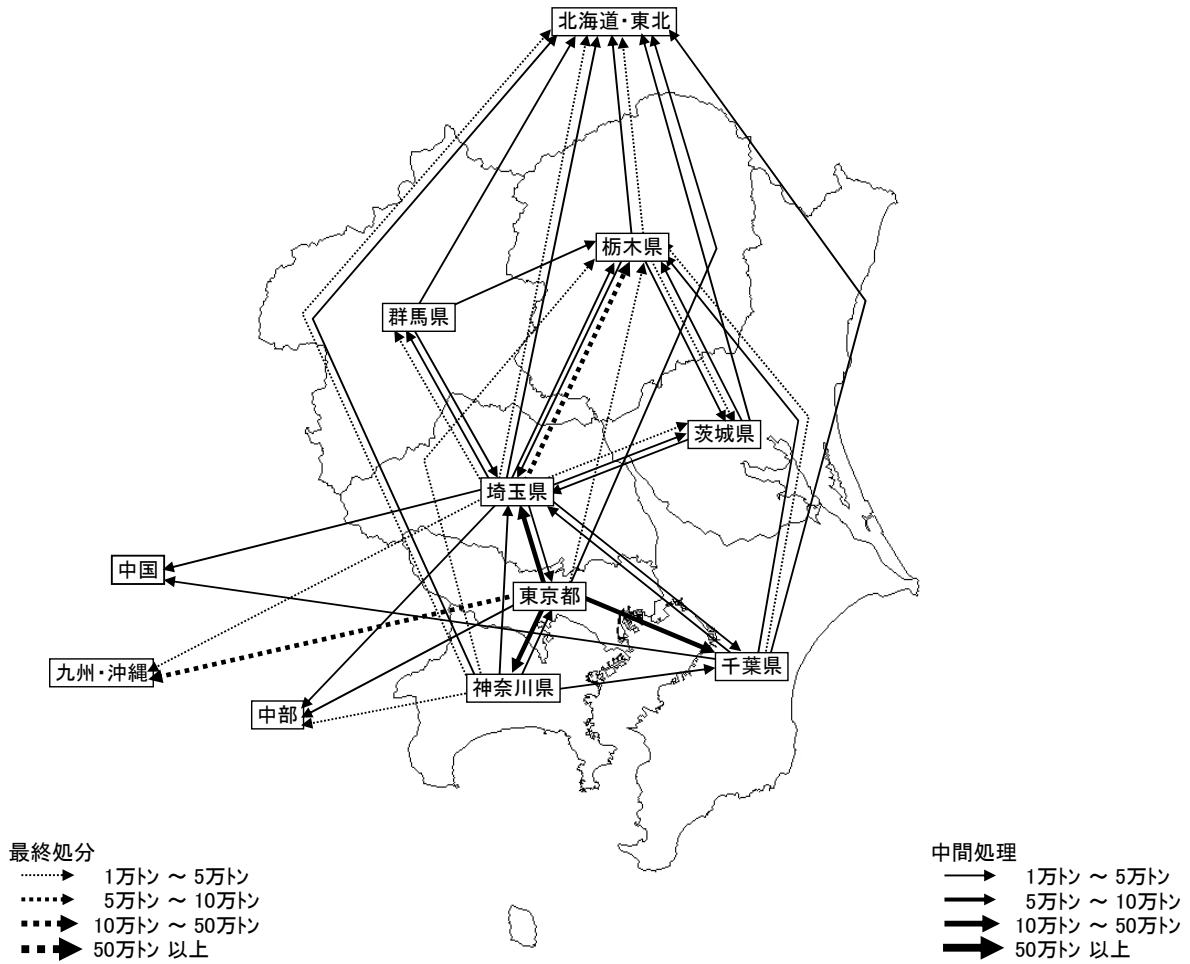 北海道・東北
栃木県
群馬県
茨城県
埼玉県
中国
東京都
九州・沖縄
千葉県
神奈川県
中部
最終処分
1万トン ～ 5万トン
5万トン ～ 10万トン
10万トン ～ 50万トン
50万トン 以上
中間処理
1万トン ～ 5万トン
5万トン ～ 10万トン
10万トン ～ 50万トン
50万トン 以上